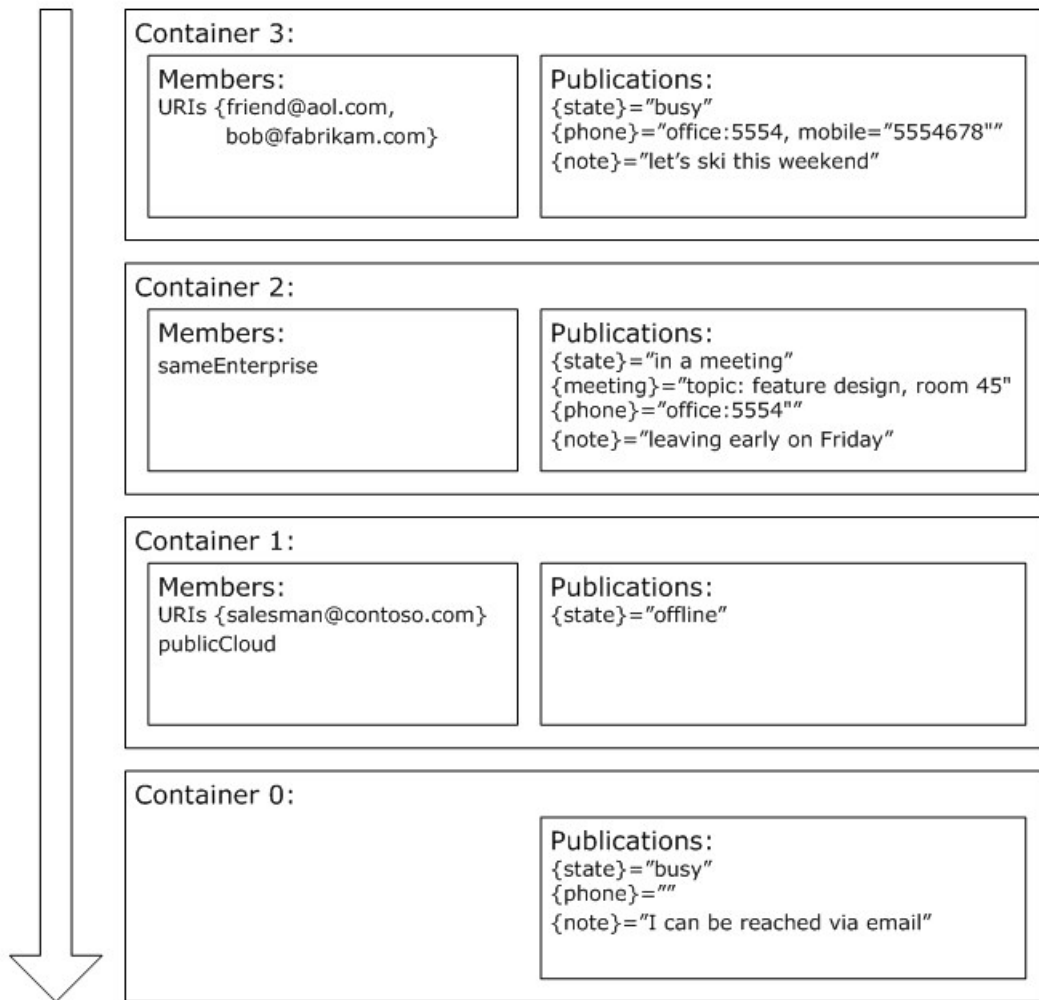 Container 3:
Members:
URIs {friend@aol.com,
bob@fabrikam.com}
Publications:
{state}=”busy”
{phone}=”office:5554, mobile=”5554678"”
{note}=”let’s ski this weekend”
Container 2:
Members:
sameEnterprise
Publications:
{state}=”in a meeting”
{meeting}=”topic: feature design, room 45"
{phone}=”office:5554"”
{note}=”leaving early on Friday”
Container 1:
Members:
URIs {salesman@contoso.com}
publicCloud
Publications:
{state}=”offline”
Container 0:
Publications:
{state}=”busy”
{phone}=””
{note}=”I can be reached via email”